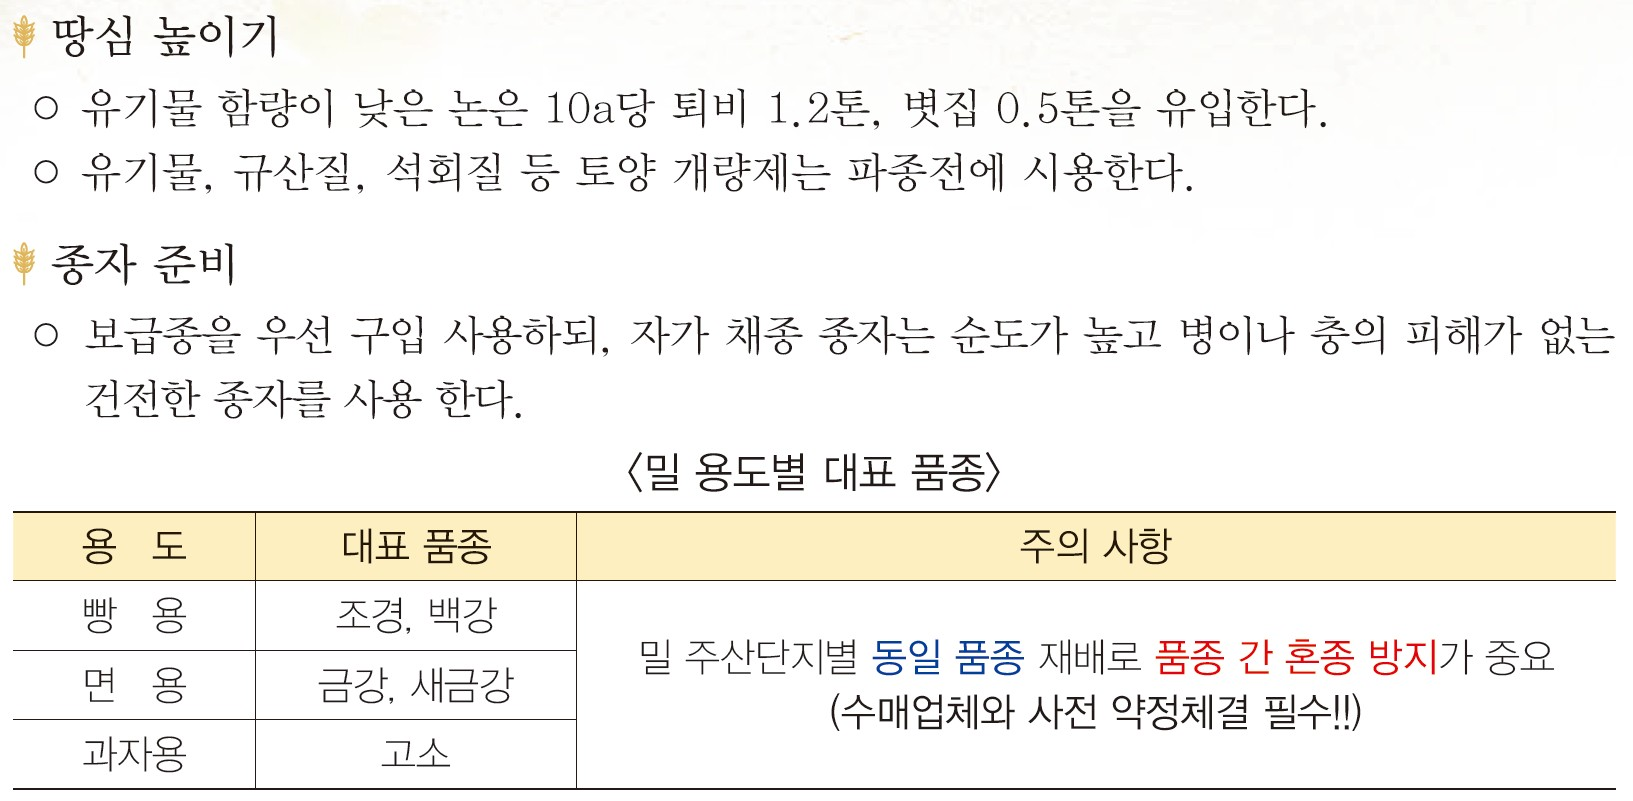 땅심 높이기
○ 유기물 함량이 낮은 논은 10a당 퇴비 1.2톤, 볏집 0.5톤을 유입한다.
○ 유기물, 규산질, 석회질 등 토양 개량제는 파종전에 시용한다.
종자 준비
○ 보급종을 우선 구입 사용하되, 자가 채종 종자는 순도가 높고 병이나 충의 피해가 없는
건전한 종자를 사용 한다.
〈밀 용도별 대표 품종〉
용 도 대표 품종 주의 사항
빵 용 조경, 백강
면 용 금강, 새금강
과자용 고소
밀 주산단지별 동일 품종 재배로 품종 간 혼종 방지가 중요
(수매업체와 사전 약정체결 필수!!)